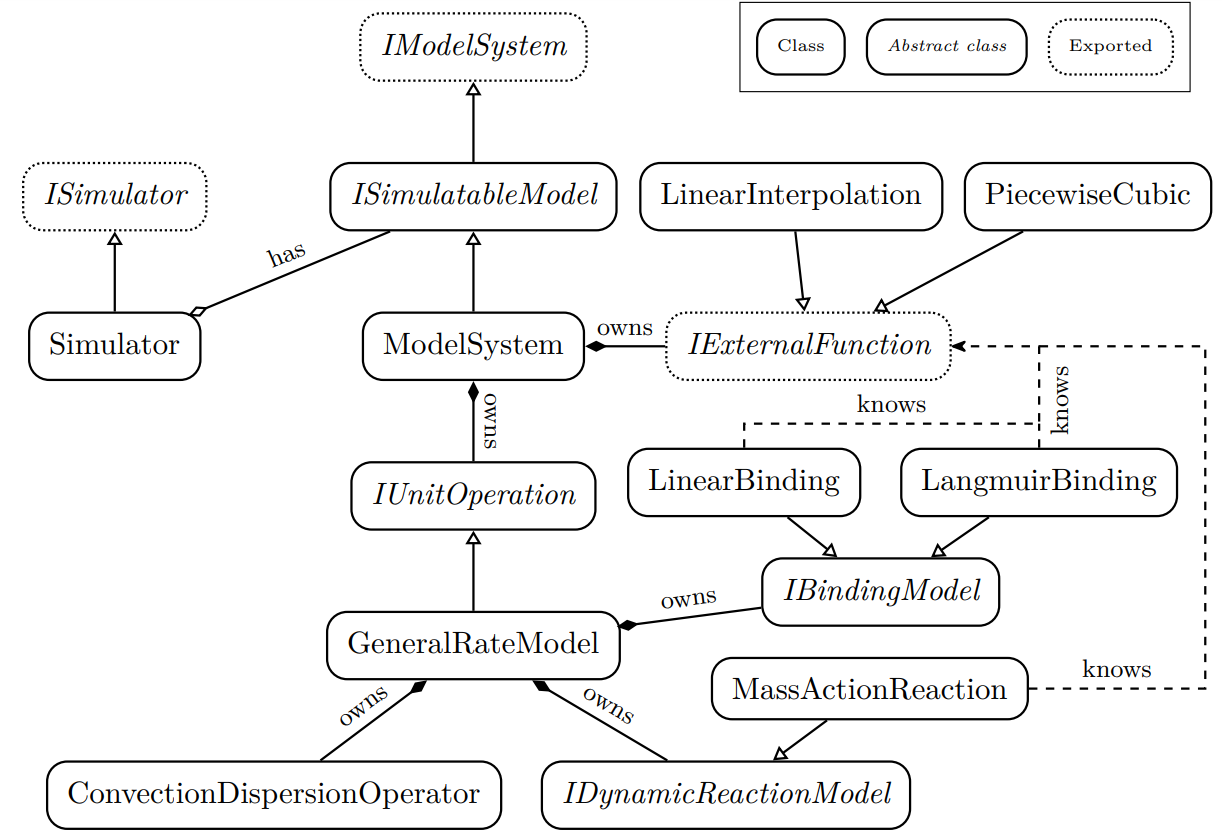 IModelSystem
Class
Abstract class
Exported
ISimulator
ISimulatableModel
LinearInterpolation
PiecewiseCubic
has
Simulator
ModelSystem
owns
IExternalFunction
owns
knows
knows
IUnitOperation
LinearBinding
LangmuirBinding
IBindingModel
owns
GeneralRateModel
MassActionReaction
knows
owns
owns
ConvectionDispersionOperator
IDynamicReactionModel